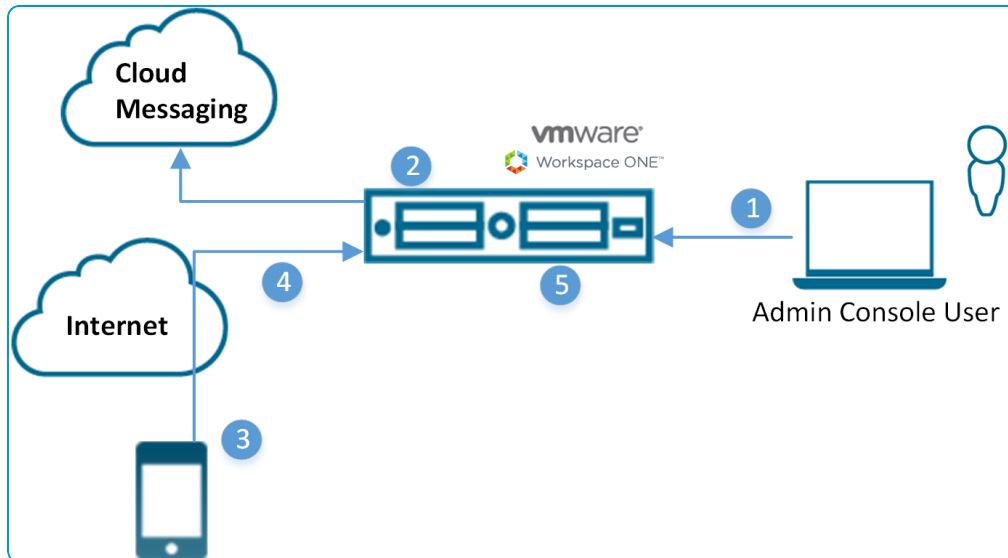 Cloud
Messaging
vmware®
Workspace ONE™
2
1
4
5
Internet
Admin Console User
3